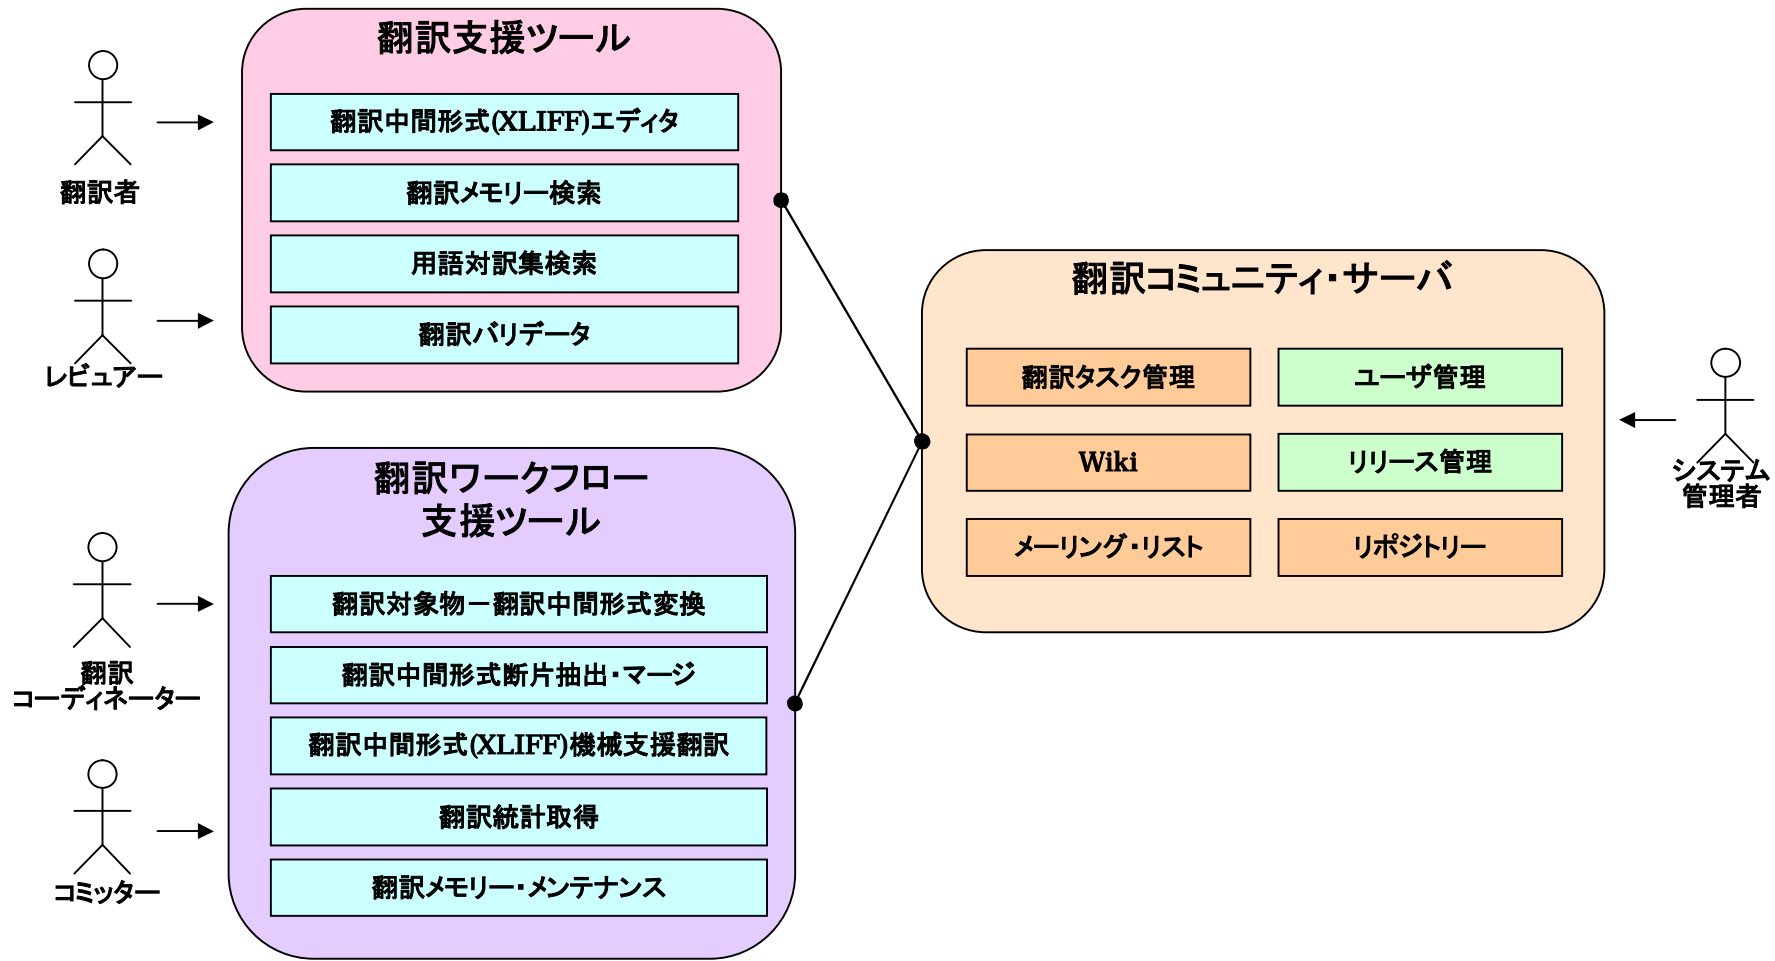 翻訳支援ツール
翻訳中間形式(XLIFF)エディタ
翻訳メモリー検索
用語対訳集検索
翻訳バリデータ
翻訳者
レビュアー
翻訳ワークフロー
支援ツール
翻訳対象物－翻訳中間形式変換
翻訳中間形式断片抽出・マージ
翻訳中間形式(XLIFF)機械支援翻訳
翻訳統計取得
翻訳メモリー・メンテナンス
翻訳
コーディネーター
コミッター
翻訳コミュニティ・サーバ
翻訳タスク管理
ユーザ管理
Wiki
リリース管理
メーリング・リスト
リポジトリー
システム
管理者